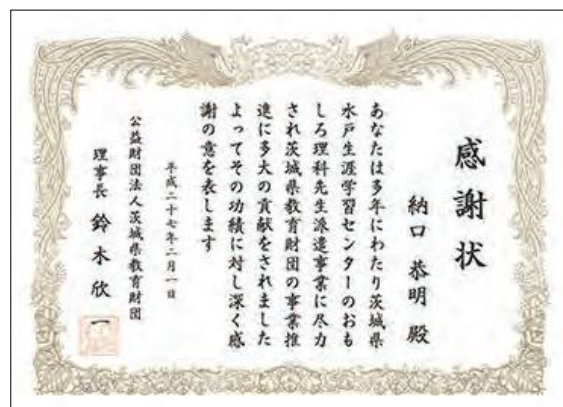 感謝状
納口恭明 殿
あなたは多年にわたり茨城県
水戸生涯学習センターのおも
しろ理科先生派遣事業に尽力
され茨城県教育財団の事業推
進に多大の貢献をされました
よってその功績に対し深く感
謝の意を表します
平成二十七年二月一日
公益財団法人茨城県教育財団
理事長 鈴木欣一